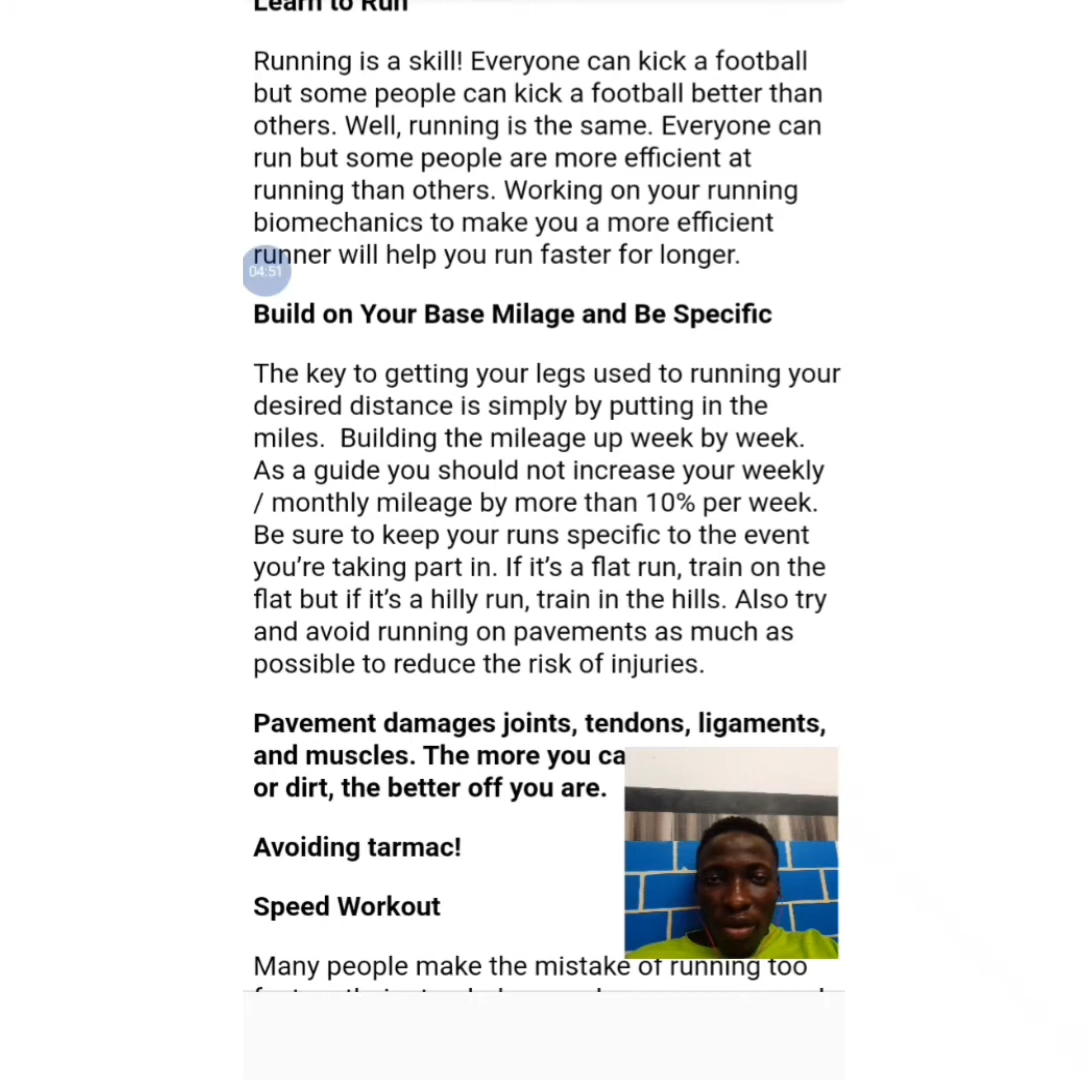 Learn to Run
Running is a skill! Everyone can kick a football
but some people can kick a football better than
others. Well, running is the same. Everyone can
run but some people are more efficient at
running than others. Working on your running
biomechanics to make you a more efficient
runner will help you run faster for longer.
04:51
Build on Your Base Milage and Be Specific
The key to getting your legs used to running your
desired distance is simply by putting in the
miles.  Building the mileage up week by week.
As a guide you should not increase your weekly
/ monthly mileage by more than 10% per week.
Be sure to keep your runs specific to the event
you’re taking part in. If it’s a flat run, train on the
flat but if it’s a hilly run, train in the hills. Also try
and avoid running on pavements as much as
possible to reduce the risk of injuries.
Pavement damages joints, tendons, ligaments,
and muscles. The more you
or dirt, the better off you are.
Avoiding tarmac!
Speed Workout
Many people make the mistake of running too